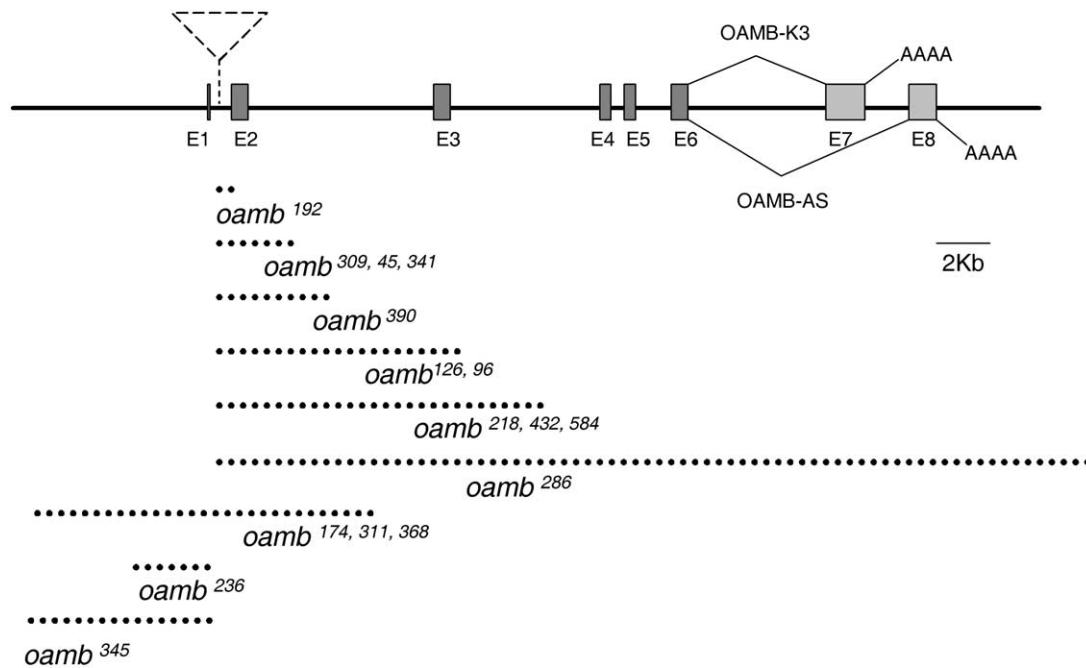 OAMB-K3
AAAA
E1 E2 E3 E4 E5 E6 E7 E8
AAAA
OAMB-AS
oamb 192
2Kb
oamb 309, 45, 341
oamb 390
oamb 126, 96
oamb 218, 432, 584
oamb 286
oamb 174, 311, 368
oamb 236
oamb 345